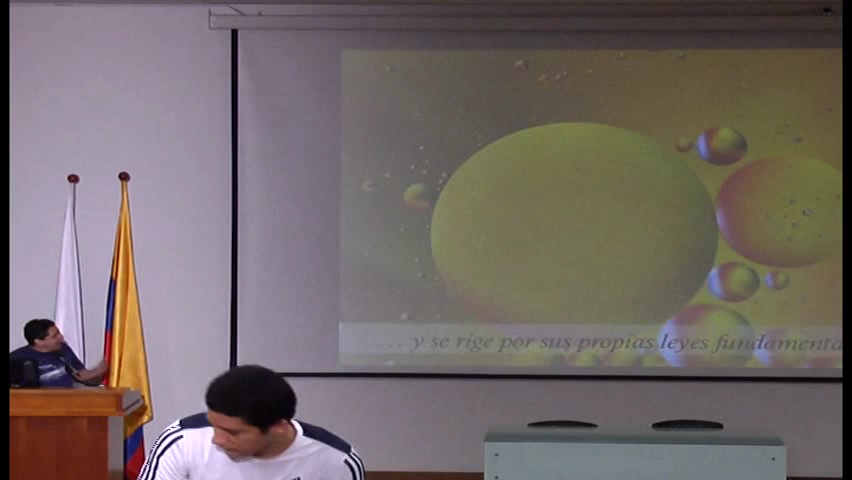 ... y se rige por sus propias leyes fundamenta